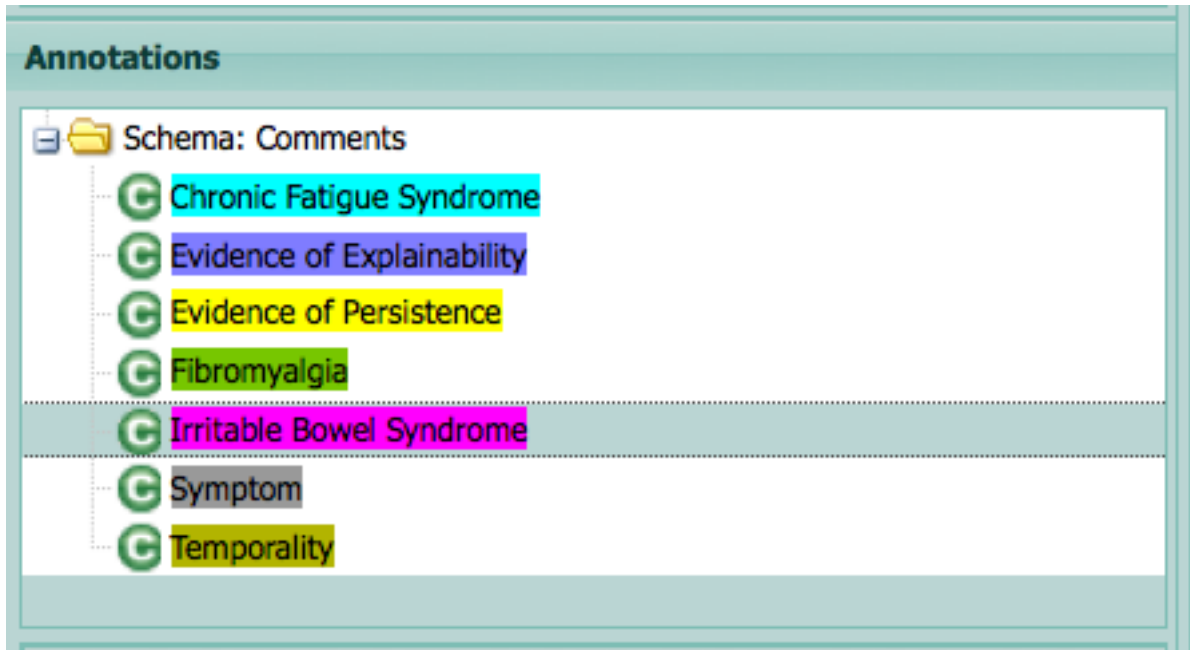 Annotations
Schema: Comments
C Chronic Fatigue Syndrome
C Evidence of Explainability
C Evidence of Persistence
C Fibromyalgia
C Irritable Bowel Syndrome
C Symptom
C Temporality